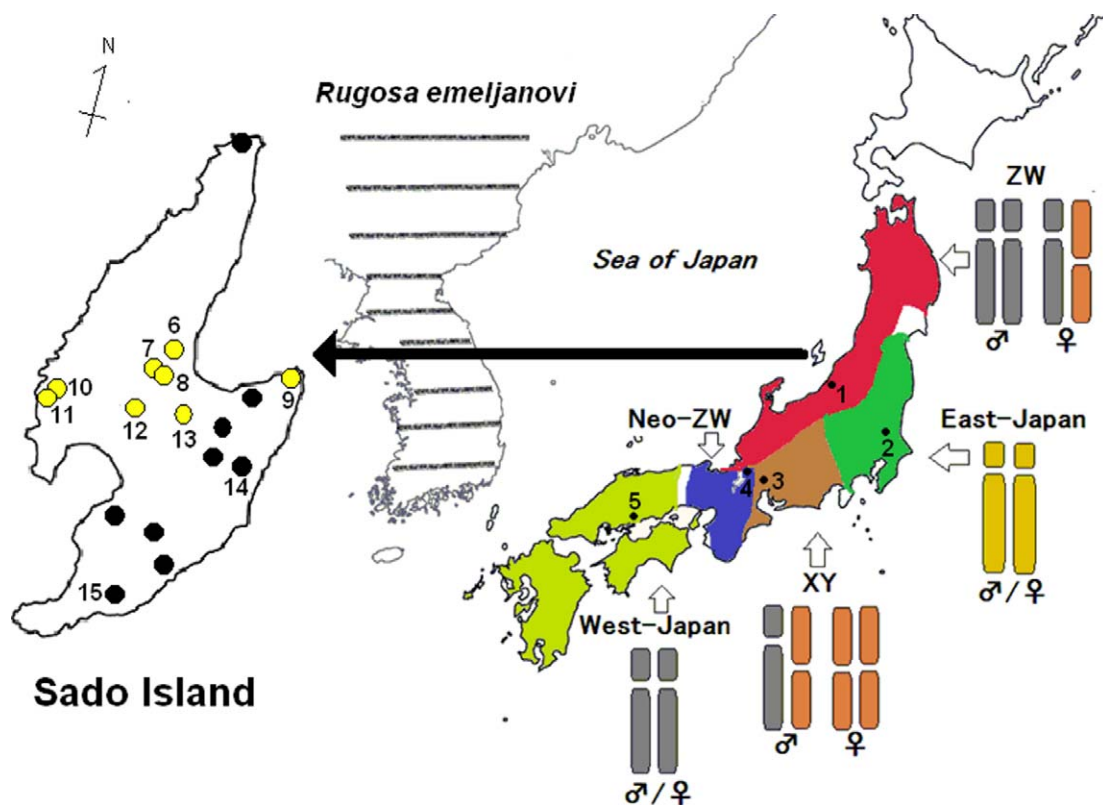 N
Rugosa emeljanovi
Sea of Japan
ZW
♂ ♀
6
7
8
9
10
11
12
13
14
15
Sado Island
1
2
3
4
5
Neo-ZW
East-Japan
♂/♀
XY
♂ ♀
West-Japan
♂/♀